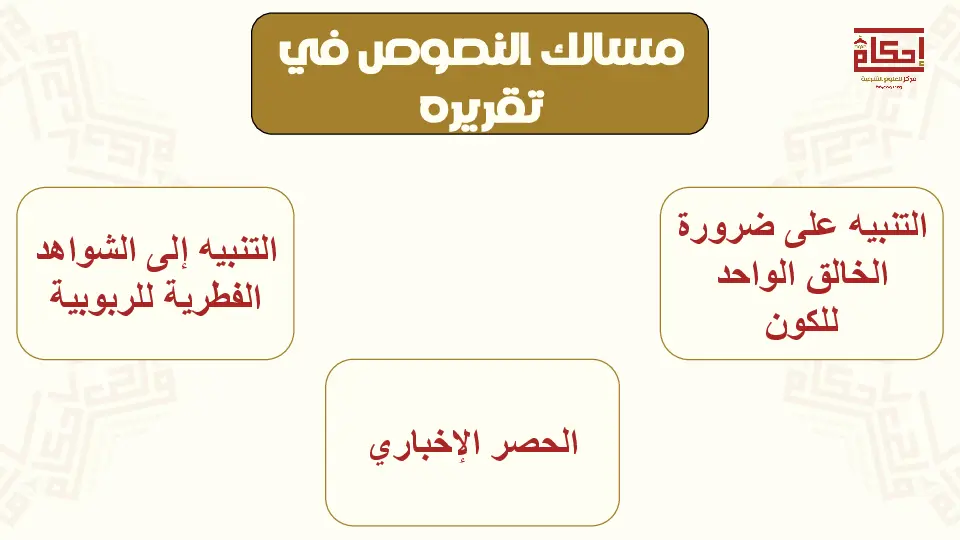 مسالك النصوص في
تقريره
إحكام
مركز للعلوم الشرعية
التنبيه على ضرورة
الخالق الواحد
للكون
التنبيه إلى الشواهد
الفطرية للربوبية
الحصر الإخباري